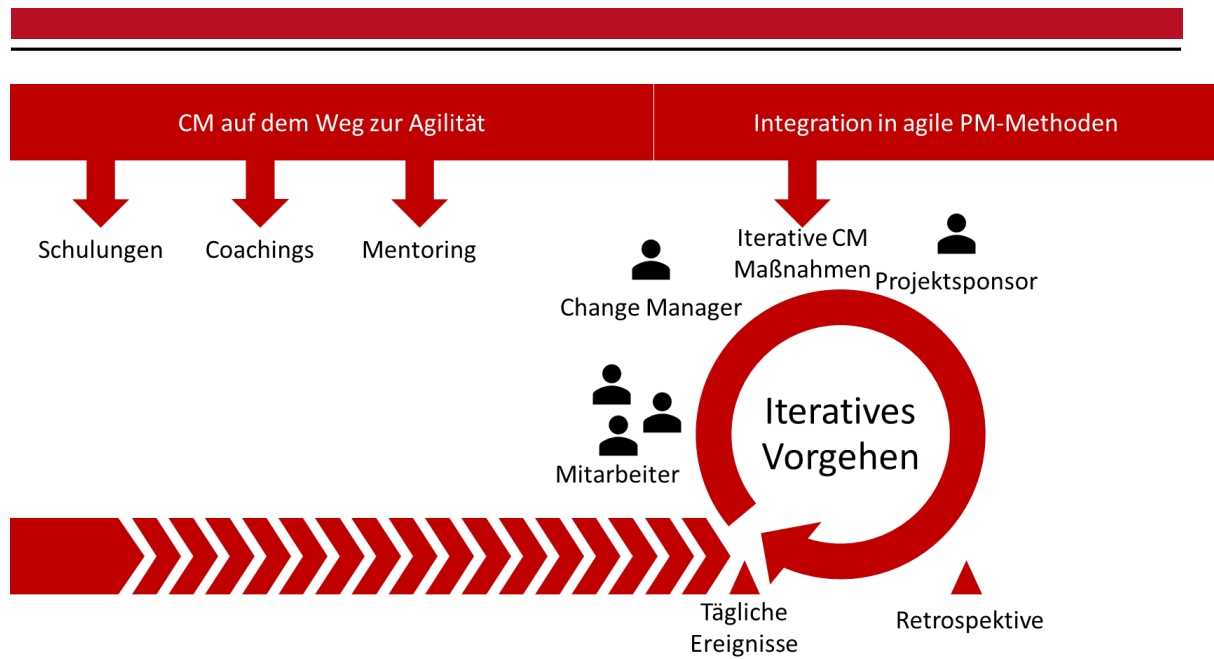 CM auf dem Weg zur Agilität
Integration in agile PM-Methoden
Schulungen
Coachings
Mentoring
Iterative CM
Maßnahmen
Projektsponsor
Change Manager
Iteratives
Vorgehen
Mitarbeiter
Tägliche
Ereignisse
Retrospektive